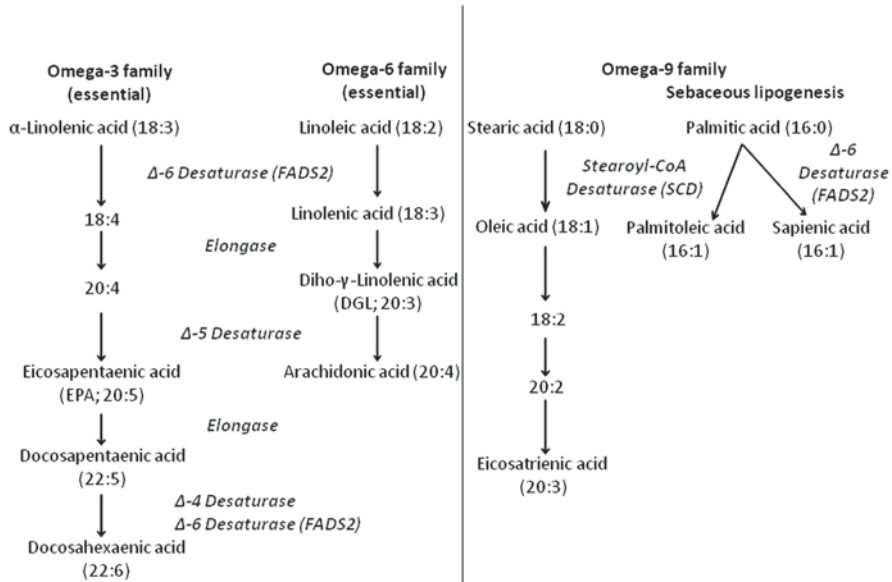 Omega-3 family
(essential)
α-Linolenic acid (18:3)
Δ-6 Desaturase (FADS2)
18:4
Elongase
20:4
Δ-5 Desaturase
Eicosapentaenic acid
(EPA; 20:5)
Elongase
Docosapentaenic acid
(22:5)
Δ-4 Desaturase
Δ-6 Desaturase (FADS2)
Docosahexaenic acid
(22:6)
Omega-6 family
(essential)
Linoleic acid (18:2)
Linolenic acid (18:3)
Diho-γ-Linolenic acid
(DGL; 20:3)
Arachidonic acid (20:4)
Omega-9 family
Sebaceous lipogenesis
Stearic acid (18:0)
Stearoyl-CoA
Desaturase (SCD)
Oleic acid (18:1)
18:2
20:2
Eicosatrienic acid
(20:3)
Palmitic acid (16:0)
Δ-6
Desaturase
(FADS2)
Palmitoleic acid
(16:1)
Sapienic acid
(16:1)